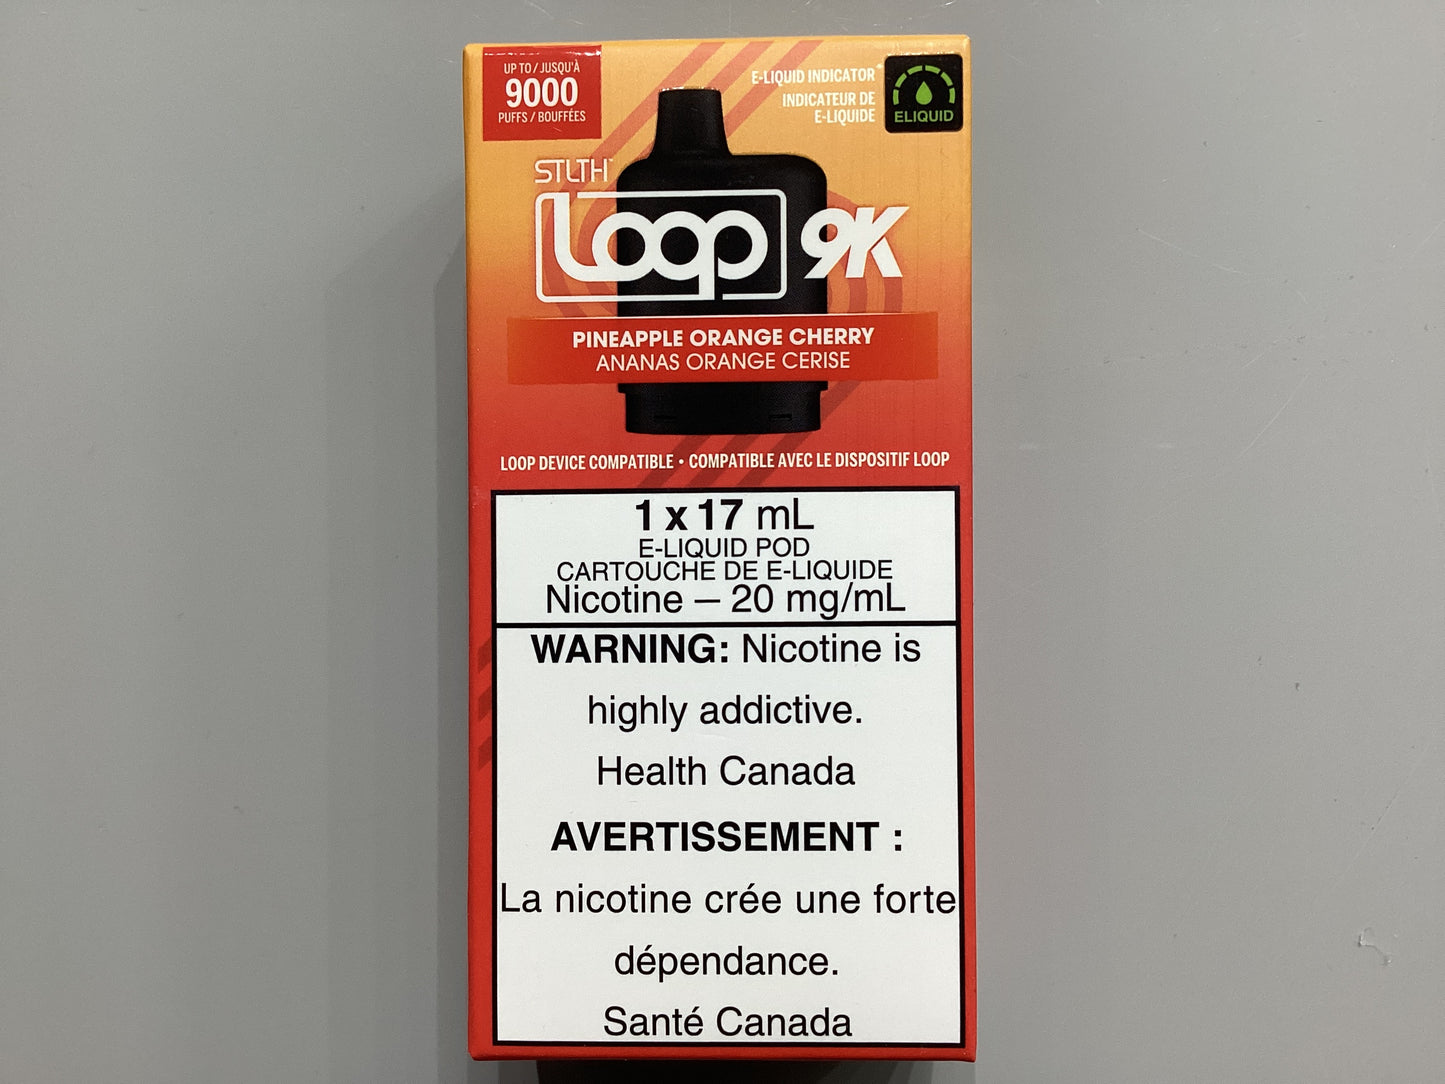 UP TO / JUSQU'À
9000
PUFFS / BOUFFÉES
E-LIQUID INDICATOR*
INDICATEUR DE
E-LIQUIDE
ELIQUID
STLTH™
Loop 9K
PINEAPPLE ORANGE CHERRY
ANANAS ORANGE CERISE
LOOP DEVICE COMPATIBLE • COMPATIBLE AVEC LE DISPOSITIF LOOP
1 x 17 mL
E-LIQUID POD
CARTOUCHE DE E-LIQUIDE
Nicotine — 20 mg/mL
WARNING: Nicotine is
highly addictive.
Health Canada
AVERTISSEMENT :
La nicotine crée une forte
dépendance.
Santé Canada